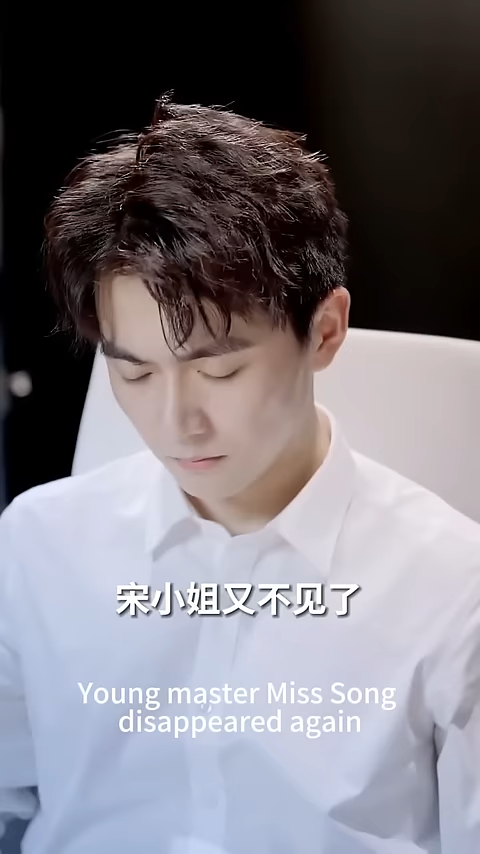 宋小姐又不见了
Young master Miss Song
disappeared again